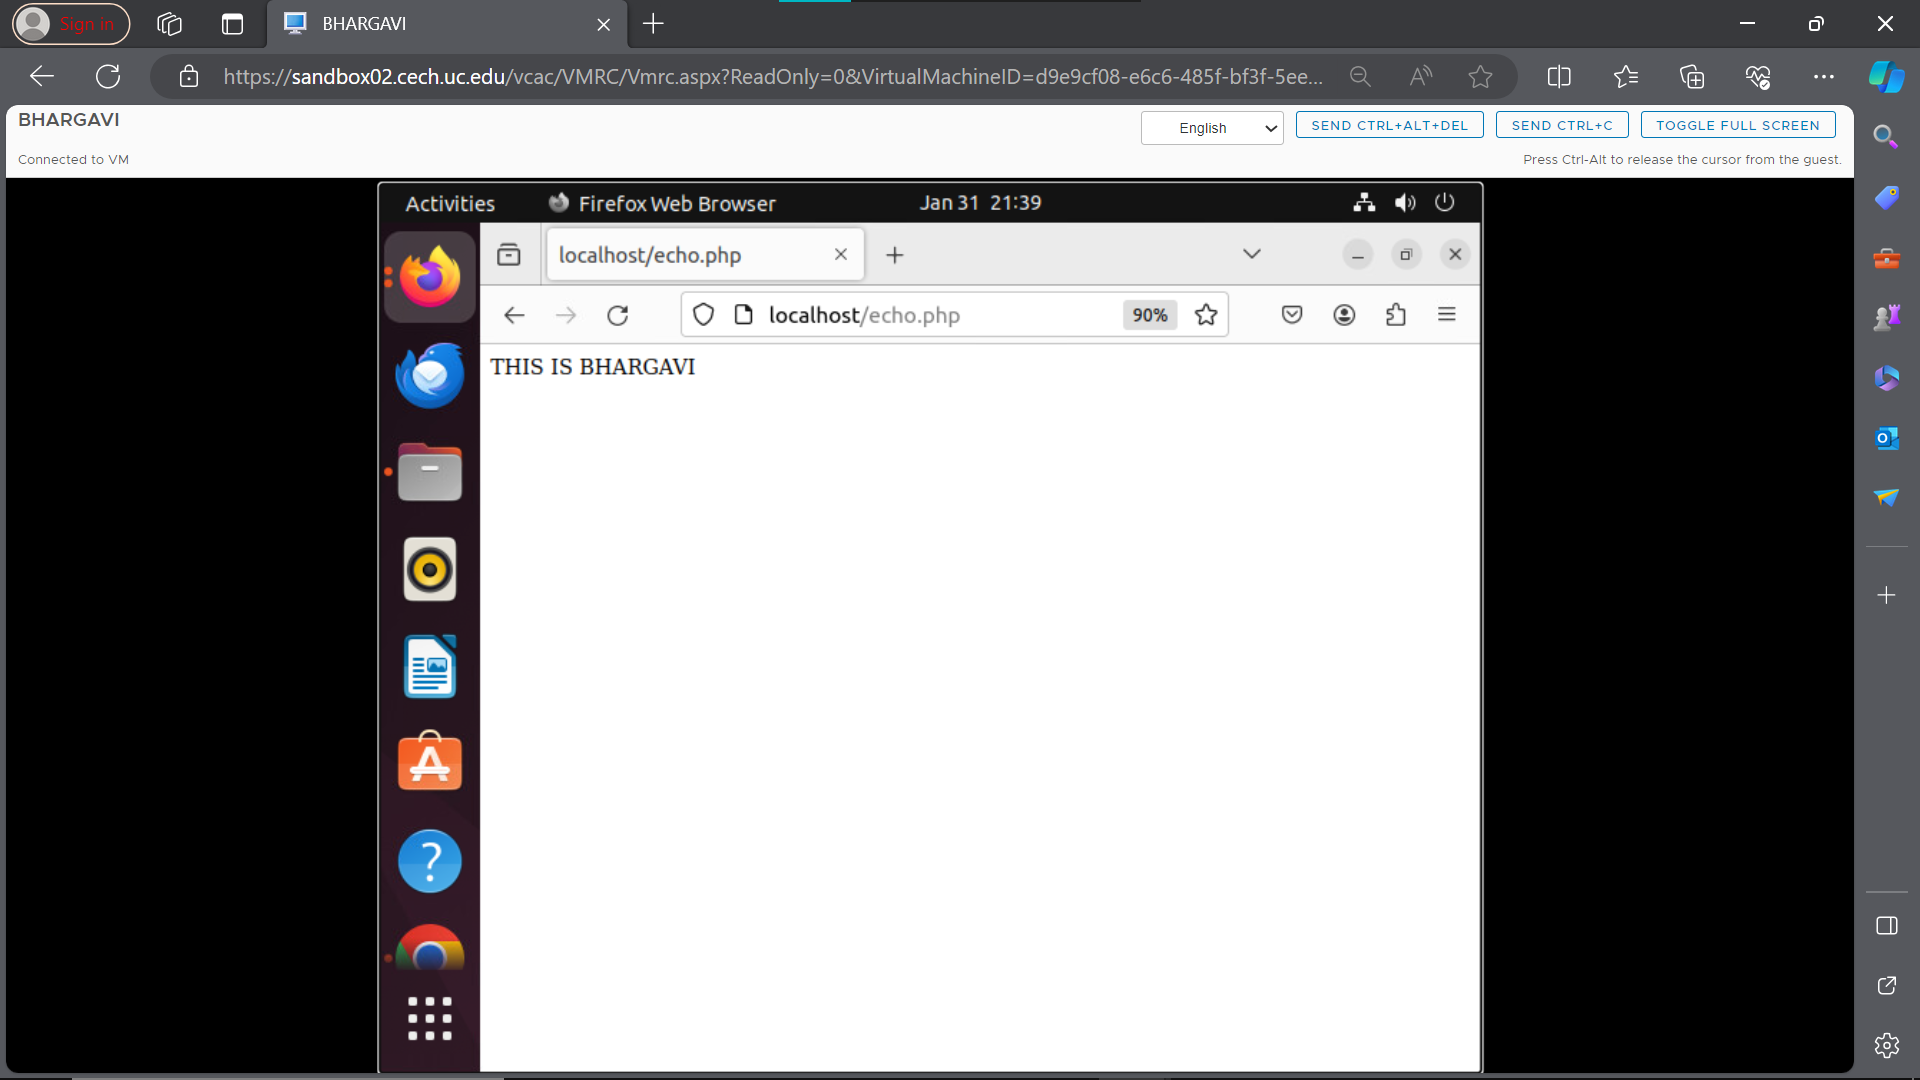 Sign in
BHARGAVI
https://sandbox02.cech.uc.edu/vcac/VMRC/Vmrc.aspx?ReadOnly=0&VirtualMachineID=d9e9cf08-e6c6-485f-bf3f-5ee...
BHARGAVI
English
SEND CTRL+ALT+DEL
SEND CTRL+C
TOGGLE FULL SCREEN
Connected to VM
Press Ctrl-Alt to release the cursor from the guest.
Activities
Firefox Web Browser
Jan 31 21:39
localhost/echo.php
localhost/echo.php
90%
THIS IS BHARGAVI